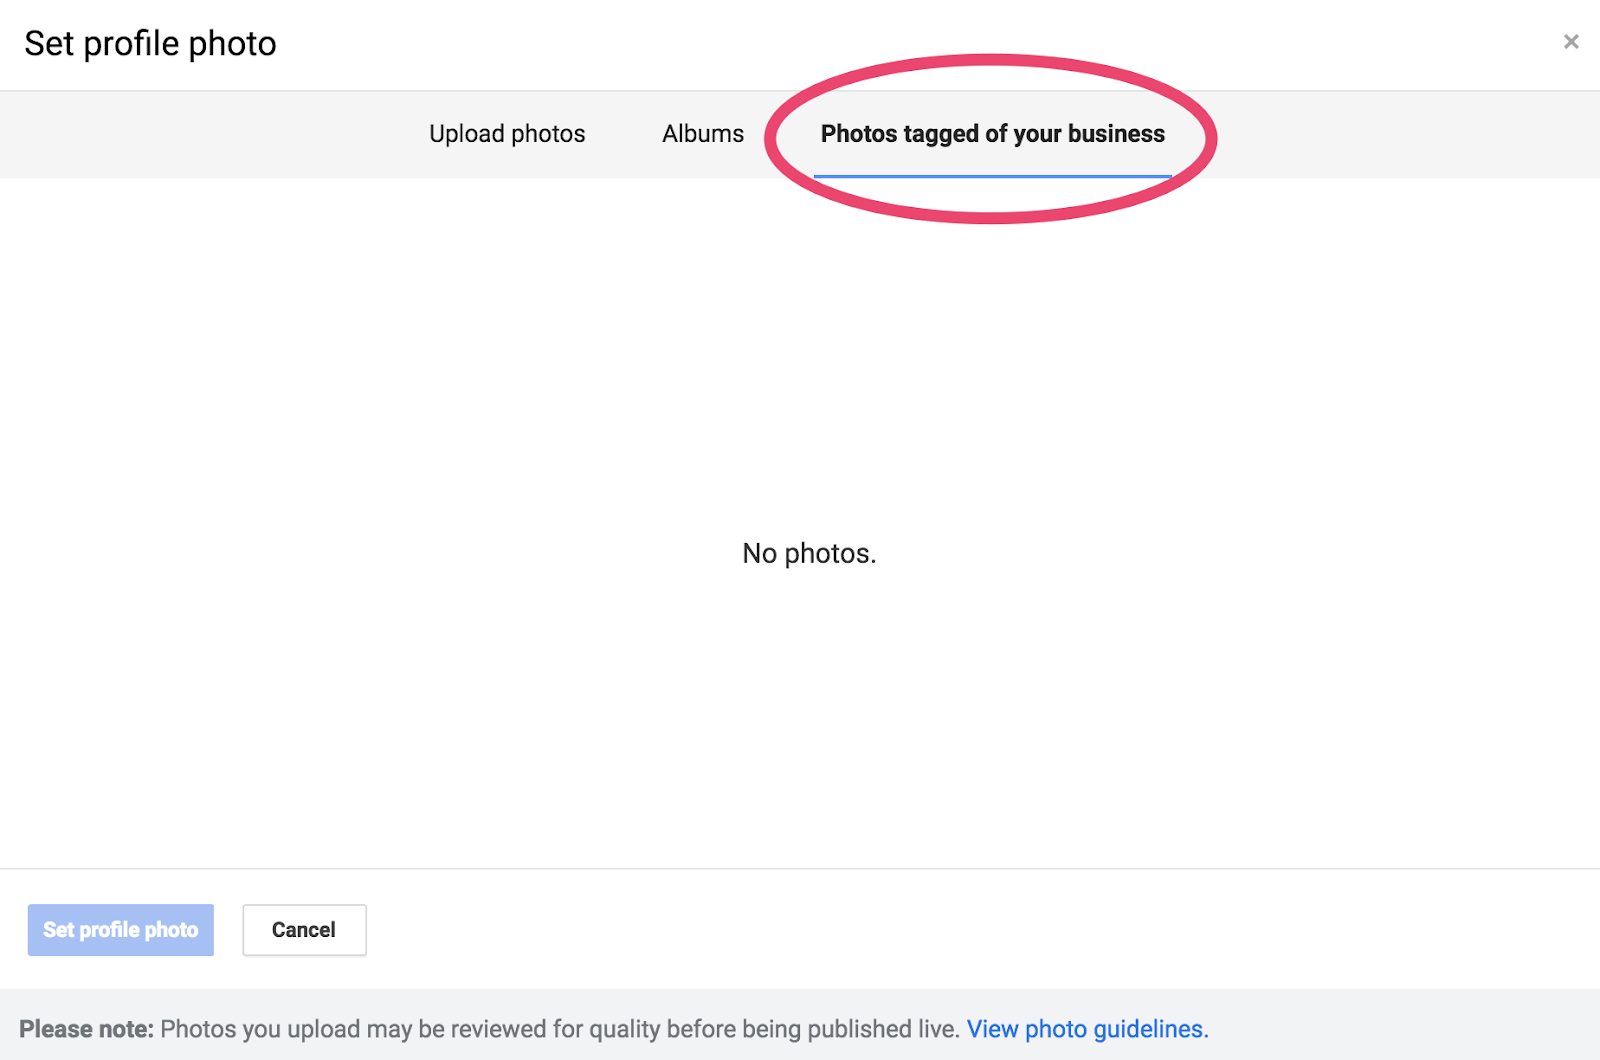 Set profile photo
×
Upload photos Albums Photos tagged of your business
No photos.
Set profile photo Cancel
Please note: Photos you upload may be reviewed for quality before being published live. View photo guidelines.